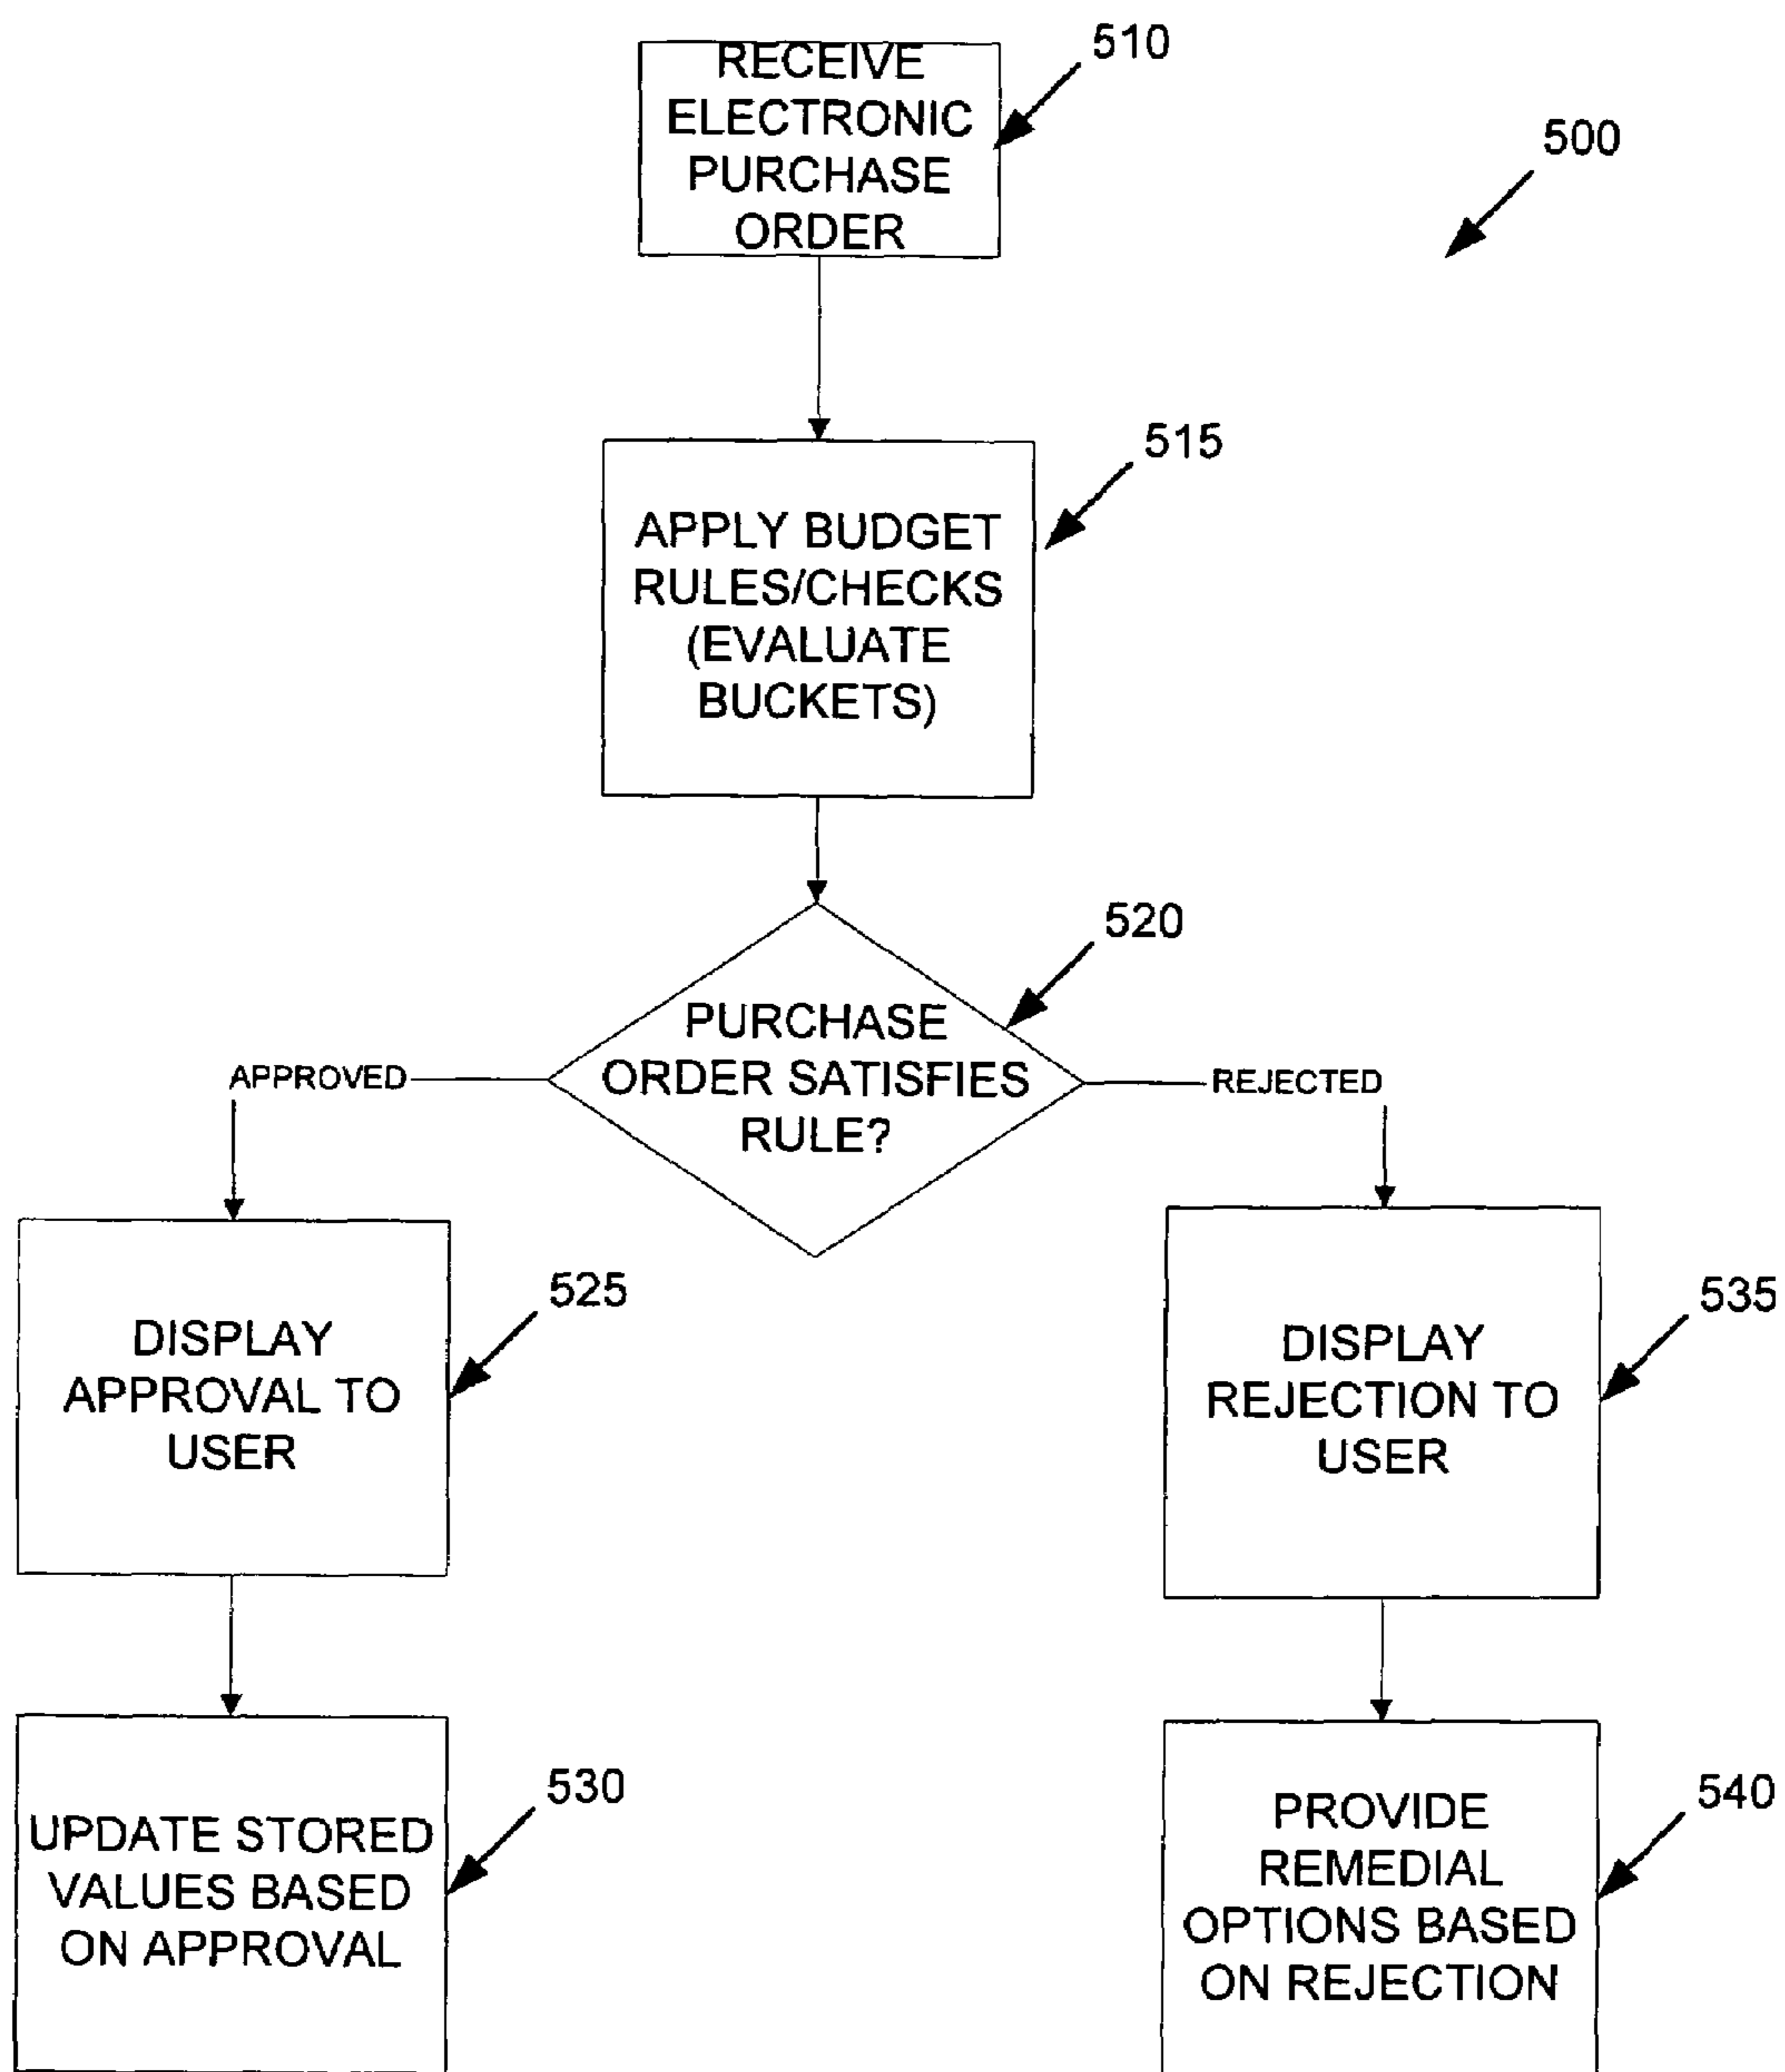 RECEIVE
ELECTRONIC
PURCHASE
ORDER
510
500
APPLY BUDGET
RULES/CHECKS
(EVALUATE
BUCKETS)
515
PURCHASE
ORDER SATISFIES
RULE?
520
APPROVED
REJECTED
DISPLAY
APPROVAL TO
USER
525
DISPLAY
REJECTION TO
USER
535
UPDATE STORED
VALUES BASED
ON APPROVAL
530
PROVIDE
REMEDIAL
OPTIONS BASED
ON REJECTION
540